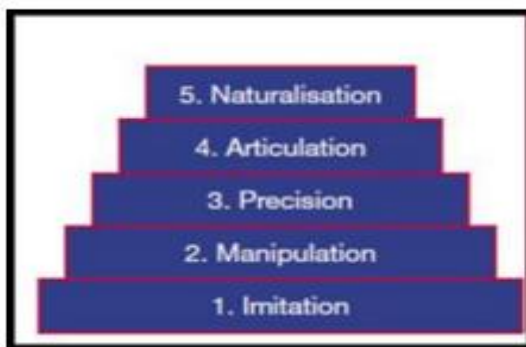 5. Naturalisation
4. Articulation
3. Precision
2. Manipulation
1. Imitation